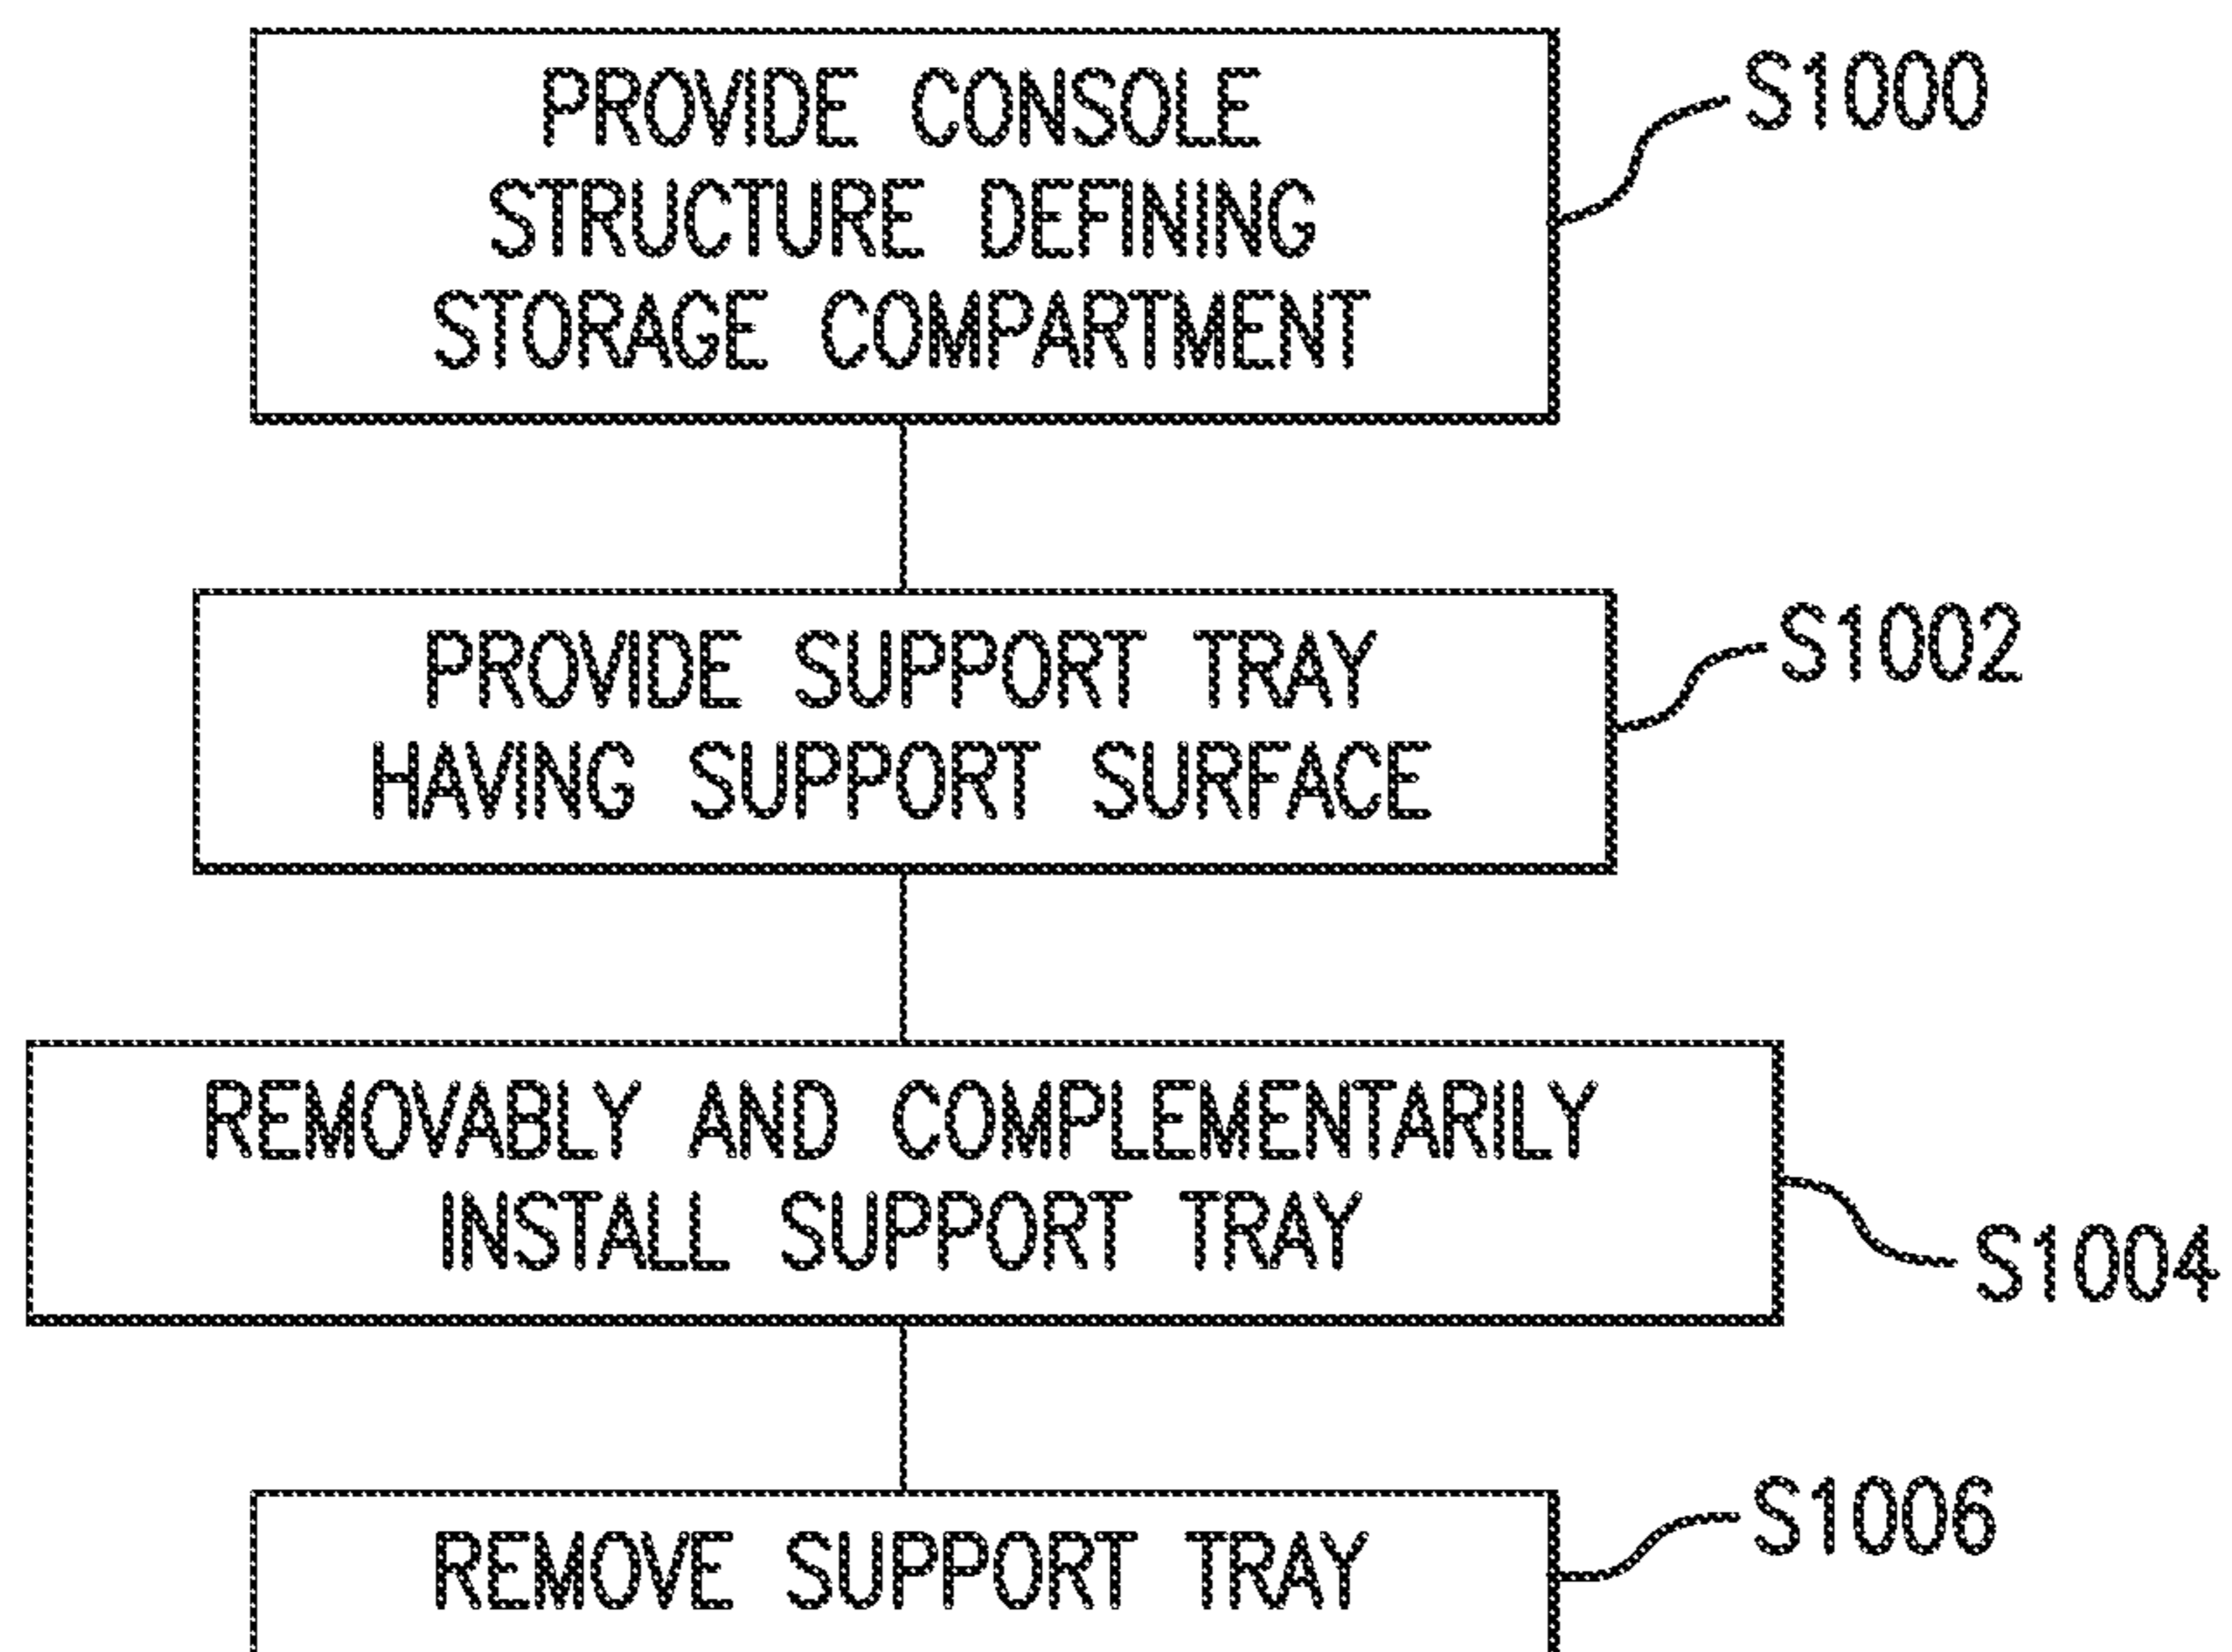 PROVIDE CONSOLE
STRUCTURE DEFINING
STORAGE COMPARTMENT
S1000
PROVIDE SUPPORT TRAY
HAVING SUPPORT SURFACE
S1002
REMOVABLY AND COMPLEMENTARILY
INSTALL SUPPORT TRAY
S1004
REMOVE SUPPORT TRAY
S1006